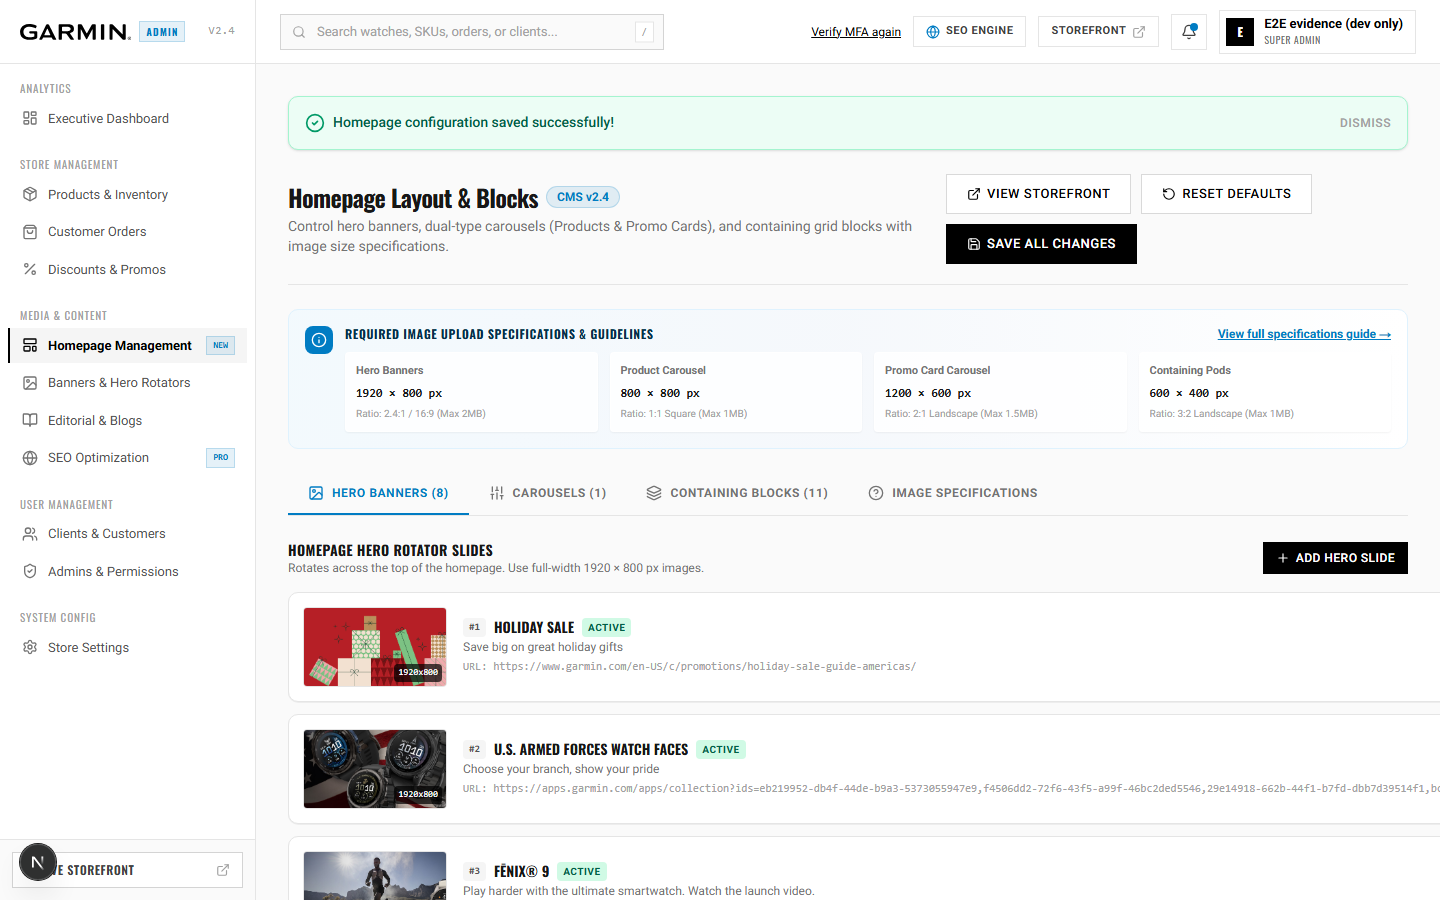 GARMIN. ADMIN V2.4
Search watches, SKUs, orders, or clients... /
Verify MFA again
SEO ENGINE
STOREFRONT
E
E2E evidence (dev only)
SUPER ADMIN
ANALYTICS
Executive Dashboard
STORE MANAGEMENT
Products & Inventory
Customer Orders
Discounts & Promos
MEDIA & CONTENT
Homepage Management NEW
Banners & Hero Rotators
Editorial & Blogs
SEO Optimization PRO
USER MANAGEMENT
Clients & Customers
Admins & Permissions
SYSTEM CONFIG
Store Settings
N
VE STOREFRONT
Homepage configuration saved successfully! DISMISS
Homepage Layout & Blocks CMS v2.4
Control hero banners, dual-type carousels (Products & Promo Cards), and containing grid blocks with
image size specifications.
VIEW STOREFRONT
RESET DEFAULTS
SAVE ALL CHANGES
REQUIRED IMAGE UPLOAD SPECIFICATIONS & GUIDELINES
View full specifications guide →
Hero Banners
1920 × 800 px
Ratio: 2.4:1 / 16:9 (Max 2MB)
Product Carousel
800 × 800 px
Ratio: 1:1 Square (Max 1MB)
Promo Card Carousel
1200 × 600 px
Ratio: 2:1 Landscape (Max 1.5MB)
Containing Pods
600 × 400 px
Ratio: 3:2 Landscape (Max 1MB)
HERO BANNERS (8)
CAROUSELS (1)
CONTAINING BLOCKS (11)
IMAGE SPECIFICATIONS
HOMEPAGE HERO ROTATOR SLIDES
Rotates across the top of the homepage. Use full-width 1920 × 800 px images.
ADD HERO SLIDE
1920x800
#1 HOLIDAY SALE ACTIVE
Save big on great holiday gifts
URL: https://www.garmin.com/en-US/c/promotions/holiday-sale-guide-americas/
1920x800
#2 U.S. ARMED FORCES WATCH FACES ACTIVE
Choose your branch, show your pride
URL: https://apps.garmin.com/apps/collection?ids=eb219952-db4f-44de-b9a3-5373055947e9,f4506dd2-72f6-43f5-a99f-46bc2ded5546,29e14918-662b-44f1-b7fd-dbb7d39514f1,
#3 FĒNIX® 9 ACTIVE
Play harder with the ultimate smartwatch. Watch the launch video.